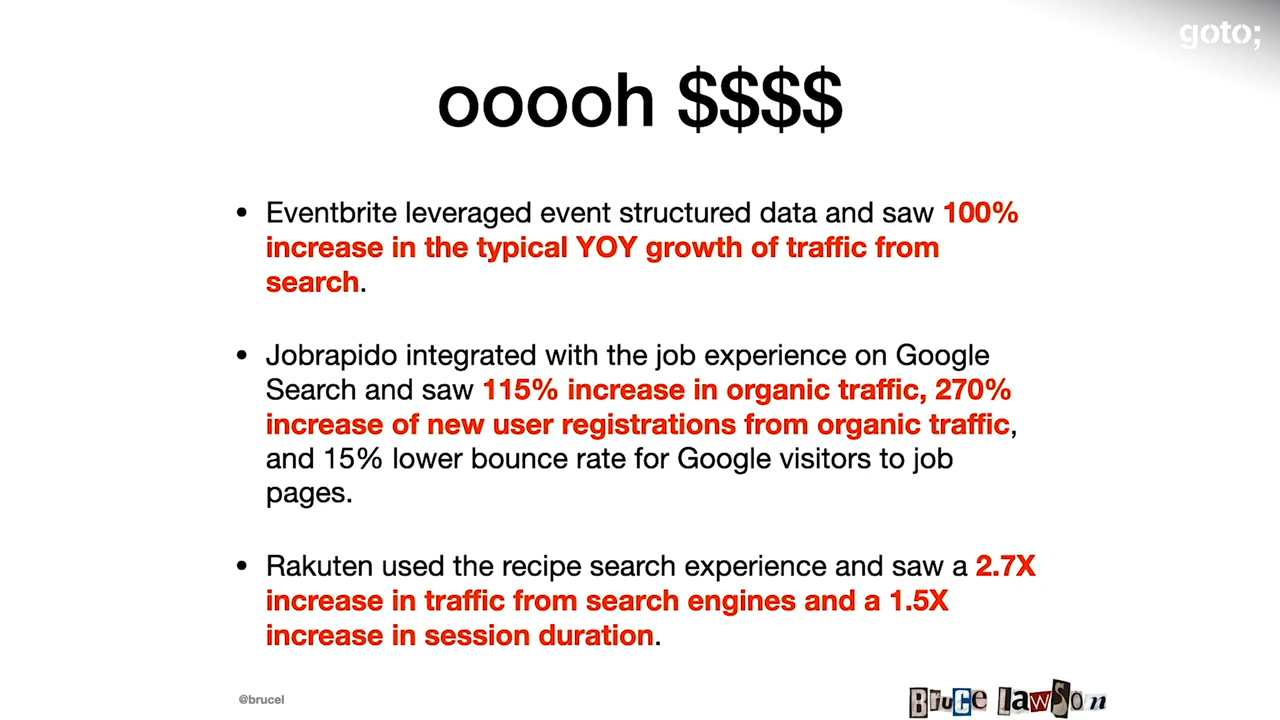 goto;
ooooh $$$$
• Eventbrite leveraged event structured data and saw 100%
increase in the typical YOY growth of traffic from
search.
• Jobrapido integrated with the job experience on Google
Search and saw 115% increase in organic traffic, 270%
increase of new user registrations from organic traffic,
and 15% lower bounce rate for Google visitors to job
pages.
• Rakuten used the recipe search experience and saw a 2.7X
increase in traffic from search engines and a 1.5X
increase in session duration.
@brucel
BruCe LawSon